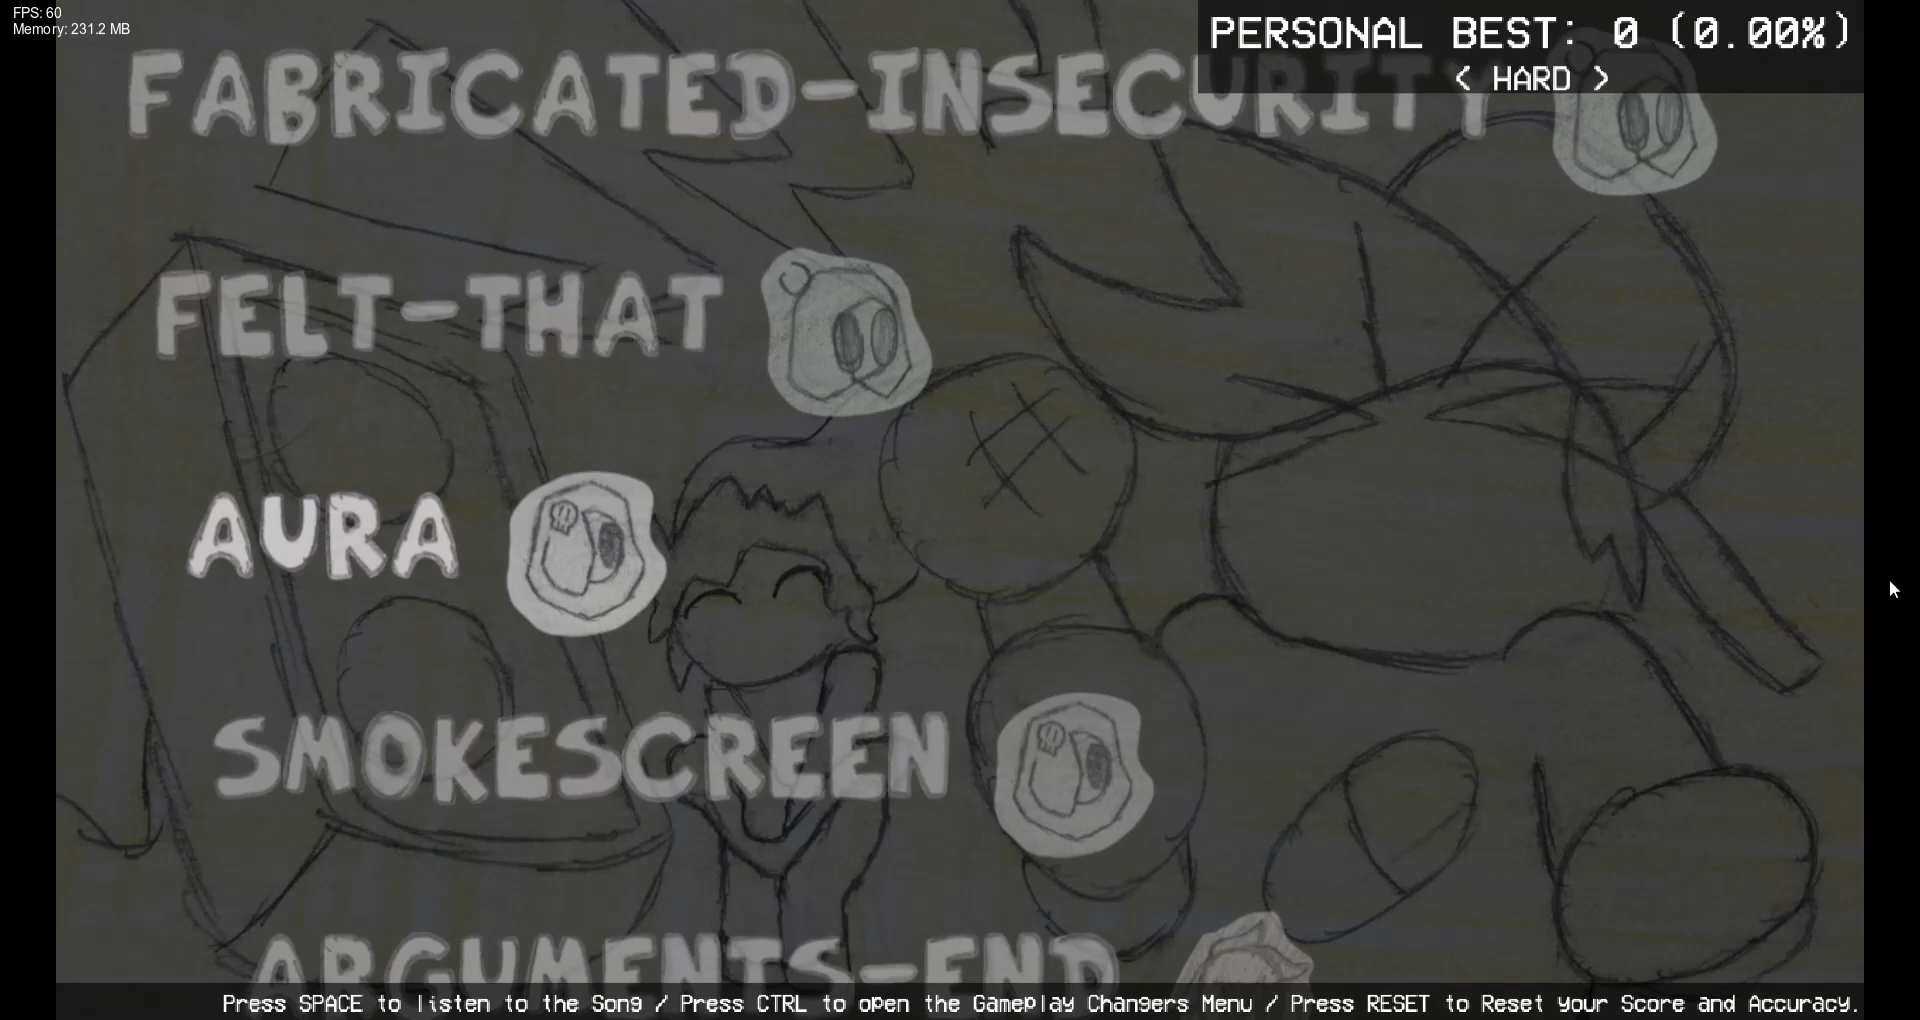 FPS: 60
Memory: 231.2 MB
PERSONAL BEST: 0 (0.00%)
< HARD >
FABRICATED-INSECURITY
FELT-THAT
AURA
SMOKESCREEN
ARGUMENTS-END
Press SPACE to listen to the Song / Press CTRL to open the Gameplay Changers Menu / Press RESET to Reset your Score and Accuracy.